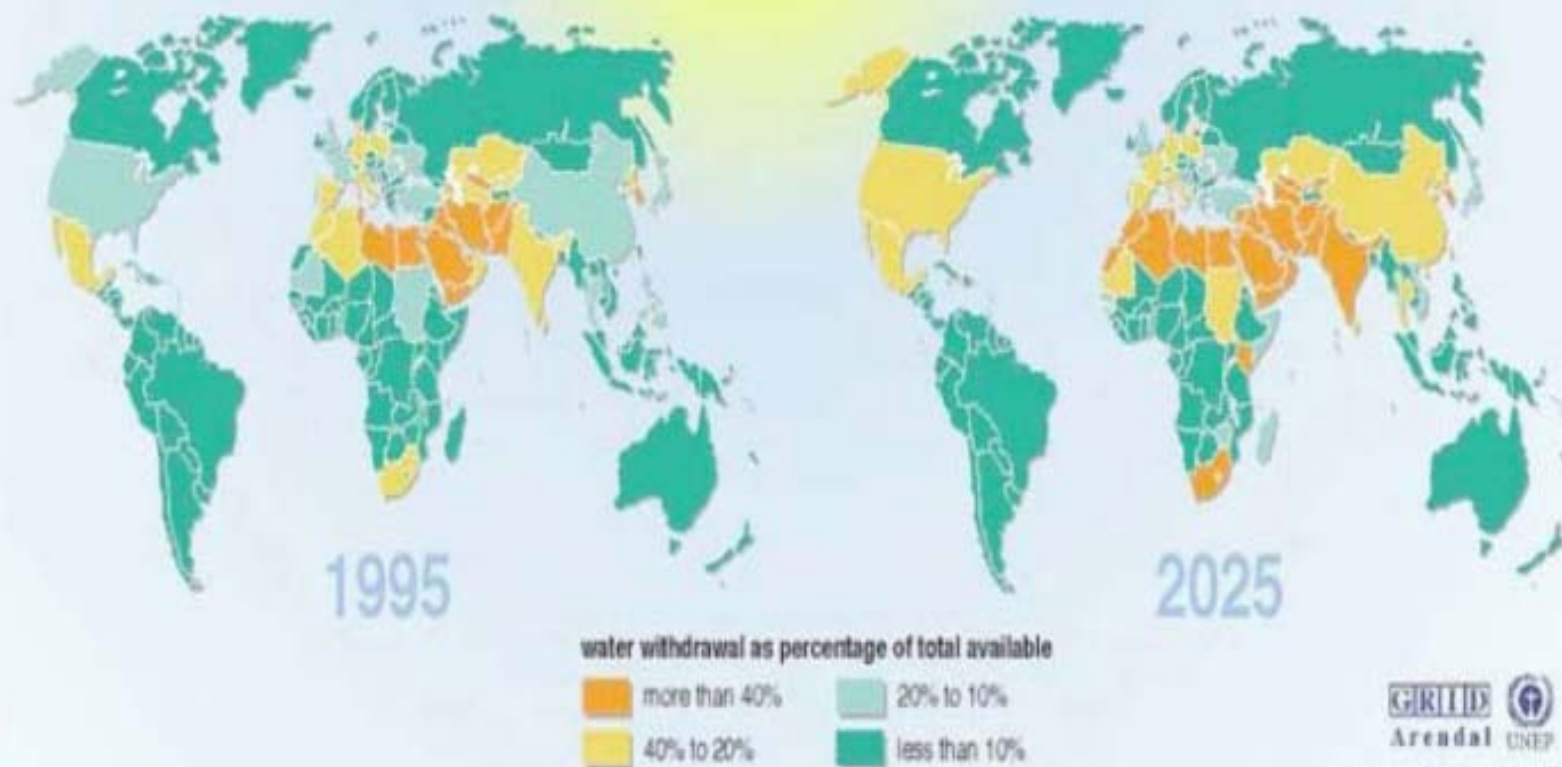 1995
2025
water withdrawal as percentage of total available
more than 40%
20% to 10%
40% to 20%
less than 10%
GRID
Arendal
UNEP